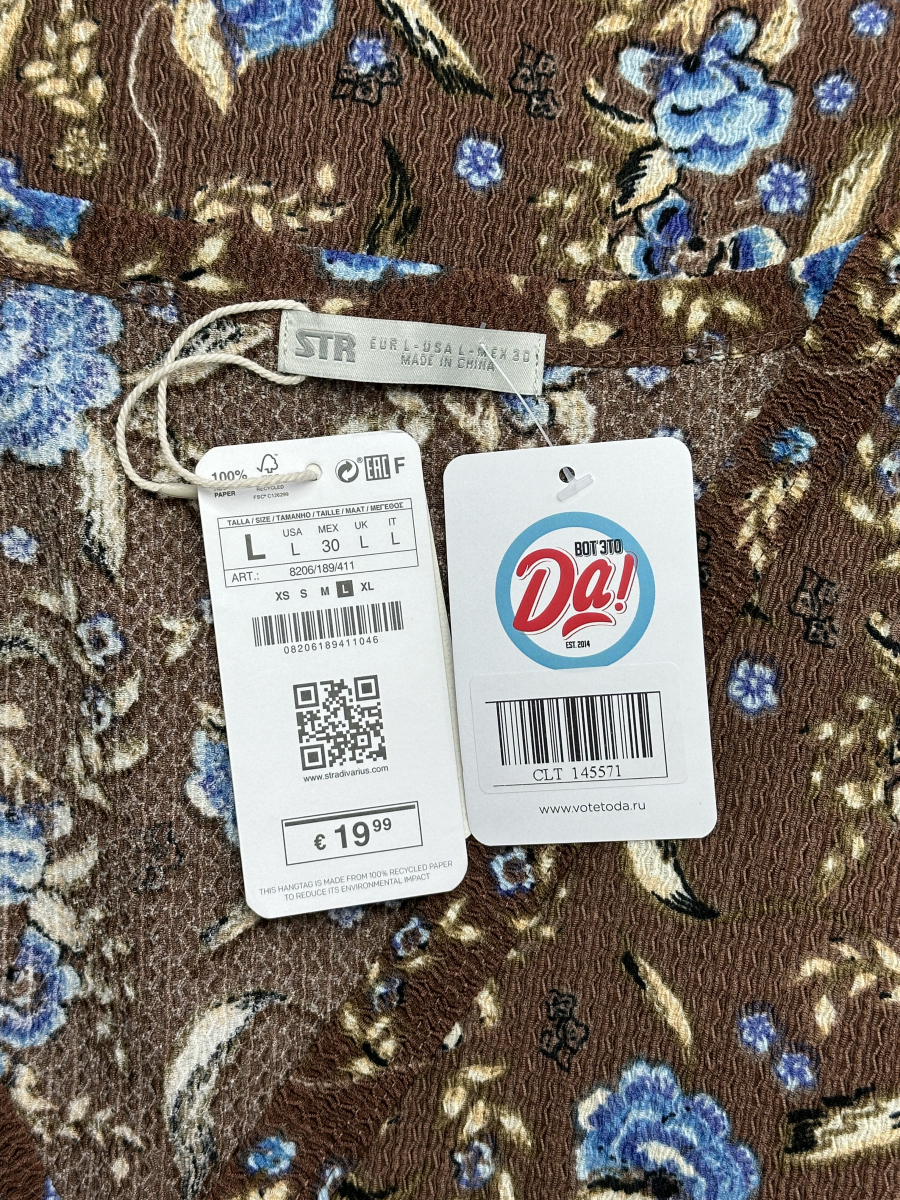 STR
EUR L - USA L - MEX 30
MADE IN CHINA
100%
RECYCLED
PAPER
FSC® C126299
® EAC F
TALLA / SIZE / TAMANHO / TAILLE / MAAT / ΜΕΓΕΘΟΣ
L
USA MEX UK IT
L 30 L L
ART.: 8206/189/411
XS S M L XL
08206189411046
www.stradivarius.com
€ 19 99
THIS HANGTAG IS MADE FROM 100% RECYCLED PAPER
TO REDUCE ITS ENVIRONMENTAL IMPACT
ВОТ ЭТО
Da!
EST. 2014
CLT 145571
www.votetoda.ru